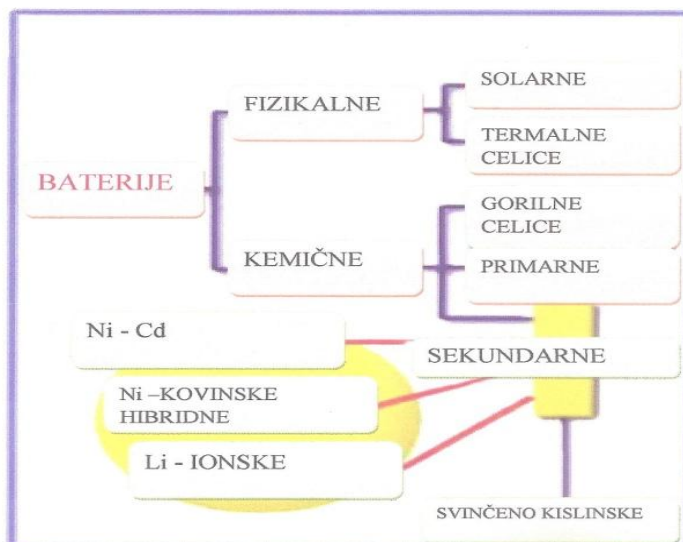 BATERIJE
FIZIKALNE
SOLARNE
TERMALNE
CELICE
KEMIČNE
GORILNE
CELICE
PRIMARNE
SEKUNDARNE
Ni - Cd
Ni –KOVINSKE
HIBRIDNE
Li - IONSKE
SVINČENO KISLINSKE